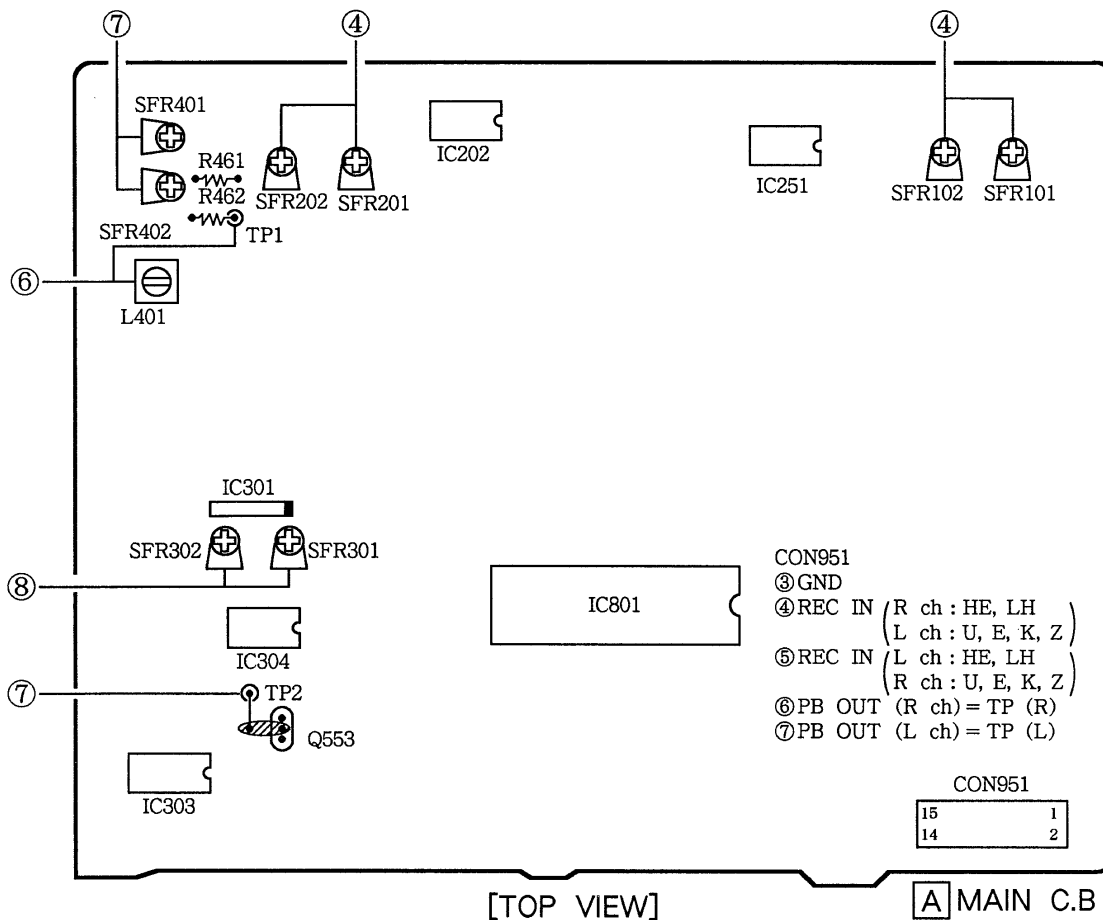 ⑦ ④ ④
SFR401
R461
R462
SFR402
TP1
SFR202
SFR201
IC202
IC251
SFR102
SFR101
⑥
L401
IC301
SFR302
SFR301
⑧
IC304
⑦
TP2
Q553
IC303
IC801
CON951
③GND
④REC IN (R ch : HE, LH
L ch : U, E, K, Z)
⑤REC IN (L ch : HE, LH
R ch : U, E, K, Z)
⑥PB OUT (R ch) = TP (R)
⑦PB OUT (L ch) = TP (L)
CON951
15 1
14 2
[TOP VIEW]
A MAIN C.B